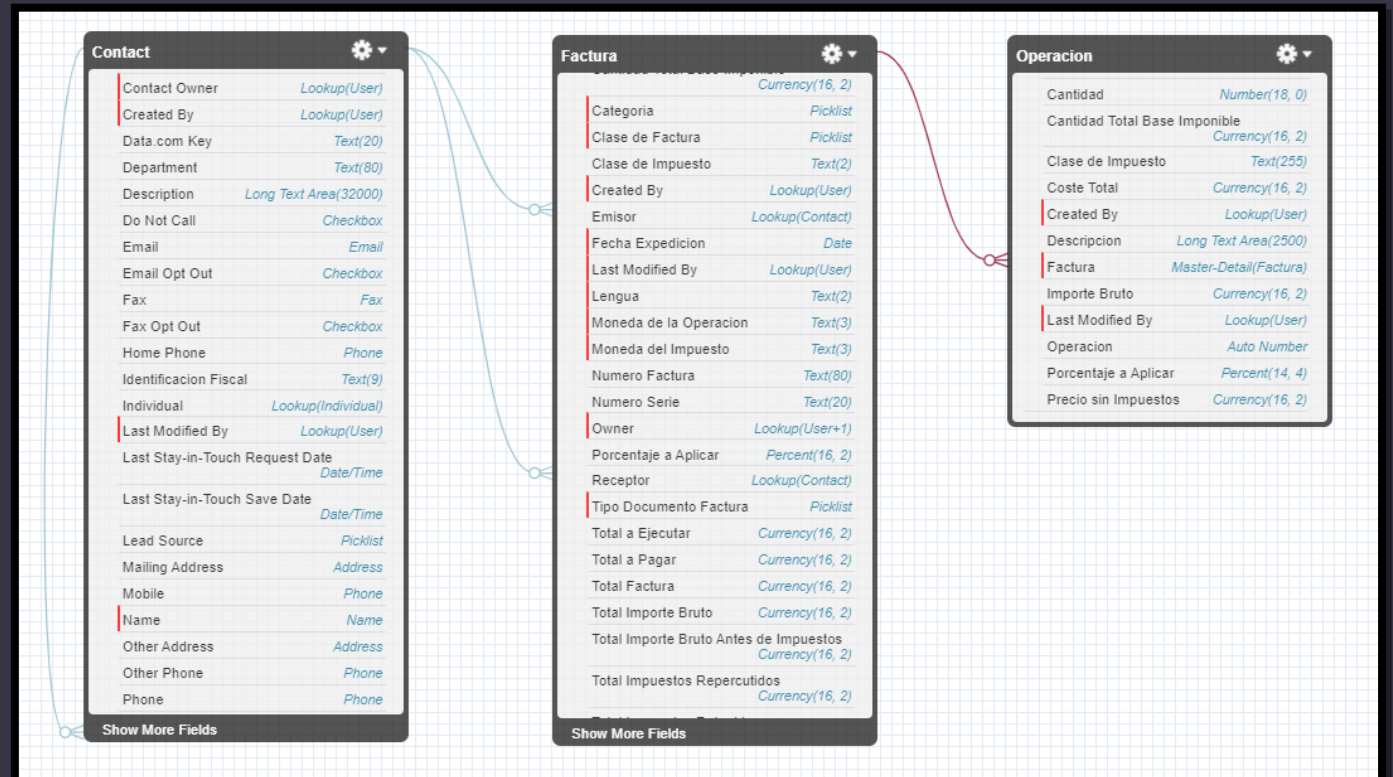 Contact
Contact Owner Lookup(User)
Created By Lookup(User)
Data.com Key Text(20)
Department Text(80)
Description Long Text Area(32000)
Do Not Call Checkbox
Email Email
Email Opt Out Checkbox
Fax Fax
Fax Opt Out Checkbox
Home Phone Phone
Identificacion Fiscal Text(9)
Individual Lookup(Individual)
Last Modified By Lookup(User)
Last Stay-in-Touch Request Date
Date/Time
Last Stay-in-Touch Save Date
Date/Time
Lead Source Picklist
Mailing Address Address
Mobile Phone
Name Name
Other Address Address
Other Phone Phone
Phone Phone
Show More Fields
Factura
Currency(16, 2)
Categoria Picklist
Clase de Factura Picklist
Clase de Impuesto Text(2)
Created By Lookup(User)
Emisor Lookup(Contact)
Fecha Expedicion Date
Last Modified By Lookup(User)
Lengua Text(2)
Moneda de la Operacion Text(3)
Moneda del Impuesto Text(3)
Numero Factura Text(80)
Numero Serie Text(20)
Owner Lookup(User+1)
Porcentaje a Aplicar Percent(16, 2)
Receptor Lookup(Contact)
Tipo Documento Factura Picklist
Total a Ejecutar Currency(16, 2)
Total a Pagar Currency(16, 2)
Total Factura Currency(16, 2)
Total Importe Bruto Currency(16, 2)
Total Importe Bruto Antes de Impuestos
Currency(16, 2)
Total Impuestos Repercutidos
Currency(16, 2)
Show More Fields
Operacion
Cantidad Number(18, 0)
Cantidad Total Base Imponible
Currency(16, 2)
Clase de Impuesto Text(255)
Coste Total Currency(16, 2)
Created By Lookup(User)
Descripcion Long Text Area(2500)
Factura Master-Detail(Factura)
Importe Bruto Currency(16, 2)
Last Modified By Lookup(User)
Operacion Auto Number
Porcentaje a Aplicar Percent(14, 4)
Precio sin Impuestos Currency(16, 2)